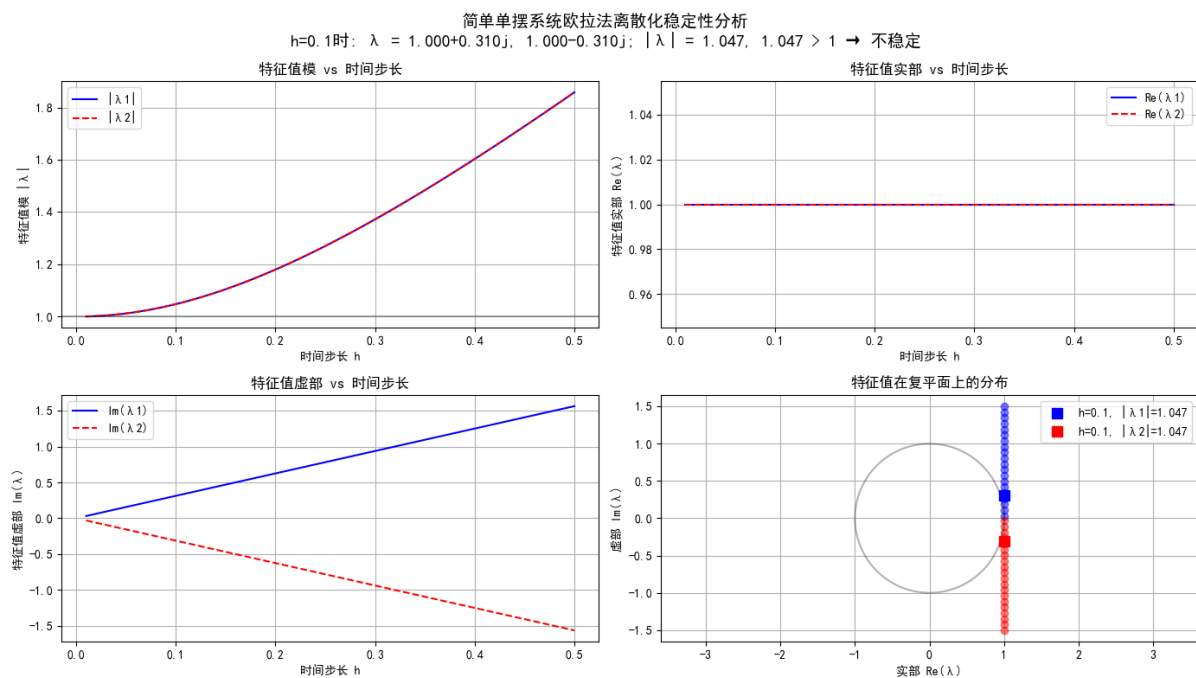 简单单摆系统欧拉法离散化稳定性分析
h=0.1时: λ = 1.000+0.310j, 1.000-0.310j; |λ| = 1.047, 1.047 > 1 → 不稳定
特征值模 vs 时间步长
|λ1|
|λ2|
特征值模 |λ|
1.8
1.6
1.4
1.2
1.0
0.0 0.1 0.2 0.3 0.4 0.5
时间步长 h
特征值实部 vs 时间步长
Re(λ1)
Re(λ2)
特征值实部 Re(λ)
1.04
1.02
1.00
0.98
0.96
0.0 0.1 0.2 0.3 0.4 0.5
时间步长 h
特征值虚部 vs 时间步长
Im(λ1)
Im(λ2)
特征值虚部 Im(λ)
1.5
1.0
0.5
0.0
-0.5
-1.0
-1.5
0.0 0.1 0.2 0.3 0.4 0.5
时间步长 h
特征值在复平面上的分布
h=0.1, |λ1|=1.047
h=0.1, |λ2|=1.047
虚部 Im(λ)
1.5
1.0
0.5
0.0
-0.5
-1.0
-1.5
-3 -2 -1 0 1 2 3
实部 Re(λ)